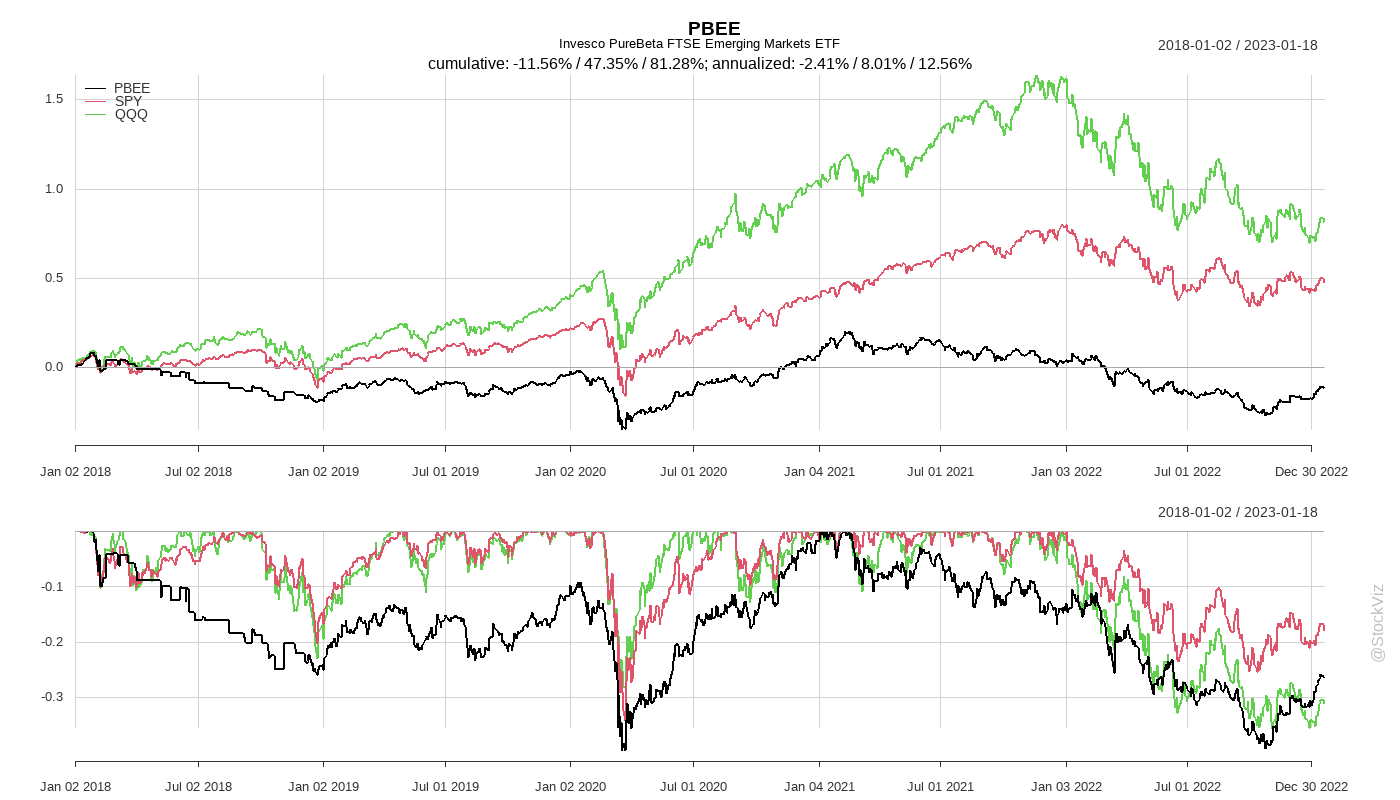 PBEE
Invesco PureBeta FTSE Emerging Markets ETF
2018-01-02 / 2023-01-18
cumulative: -11.56% / 47.35% / 81.28%; annualized: -2.41% / 8.01% / 12.56%
PBEE
SPY
QQQ
1.5
1.0
0.5
0.0
Jan 02 2018 Jul 02 2018 Jan 02 2019 Jul 01 2019 Jan 02 2020 Jul 01 2020 Jan 04 2021 Jul 01 2021 Jan 03 2022 Jul 01 2022 Dec 30 2022
2018-01-02 / 2023-01-18
-0.1
-0.2
-0.3
Jan 02 2018 Jul 02 2018 Jan 02 2019 Jul 01 2019 Jan 02 2020 Jul 01 2020 Jan 04 2021 Jul 01 2021 Jan 03 2022 Jul 01 2022 Dec 30 2022
@StockViz